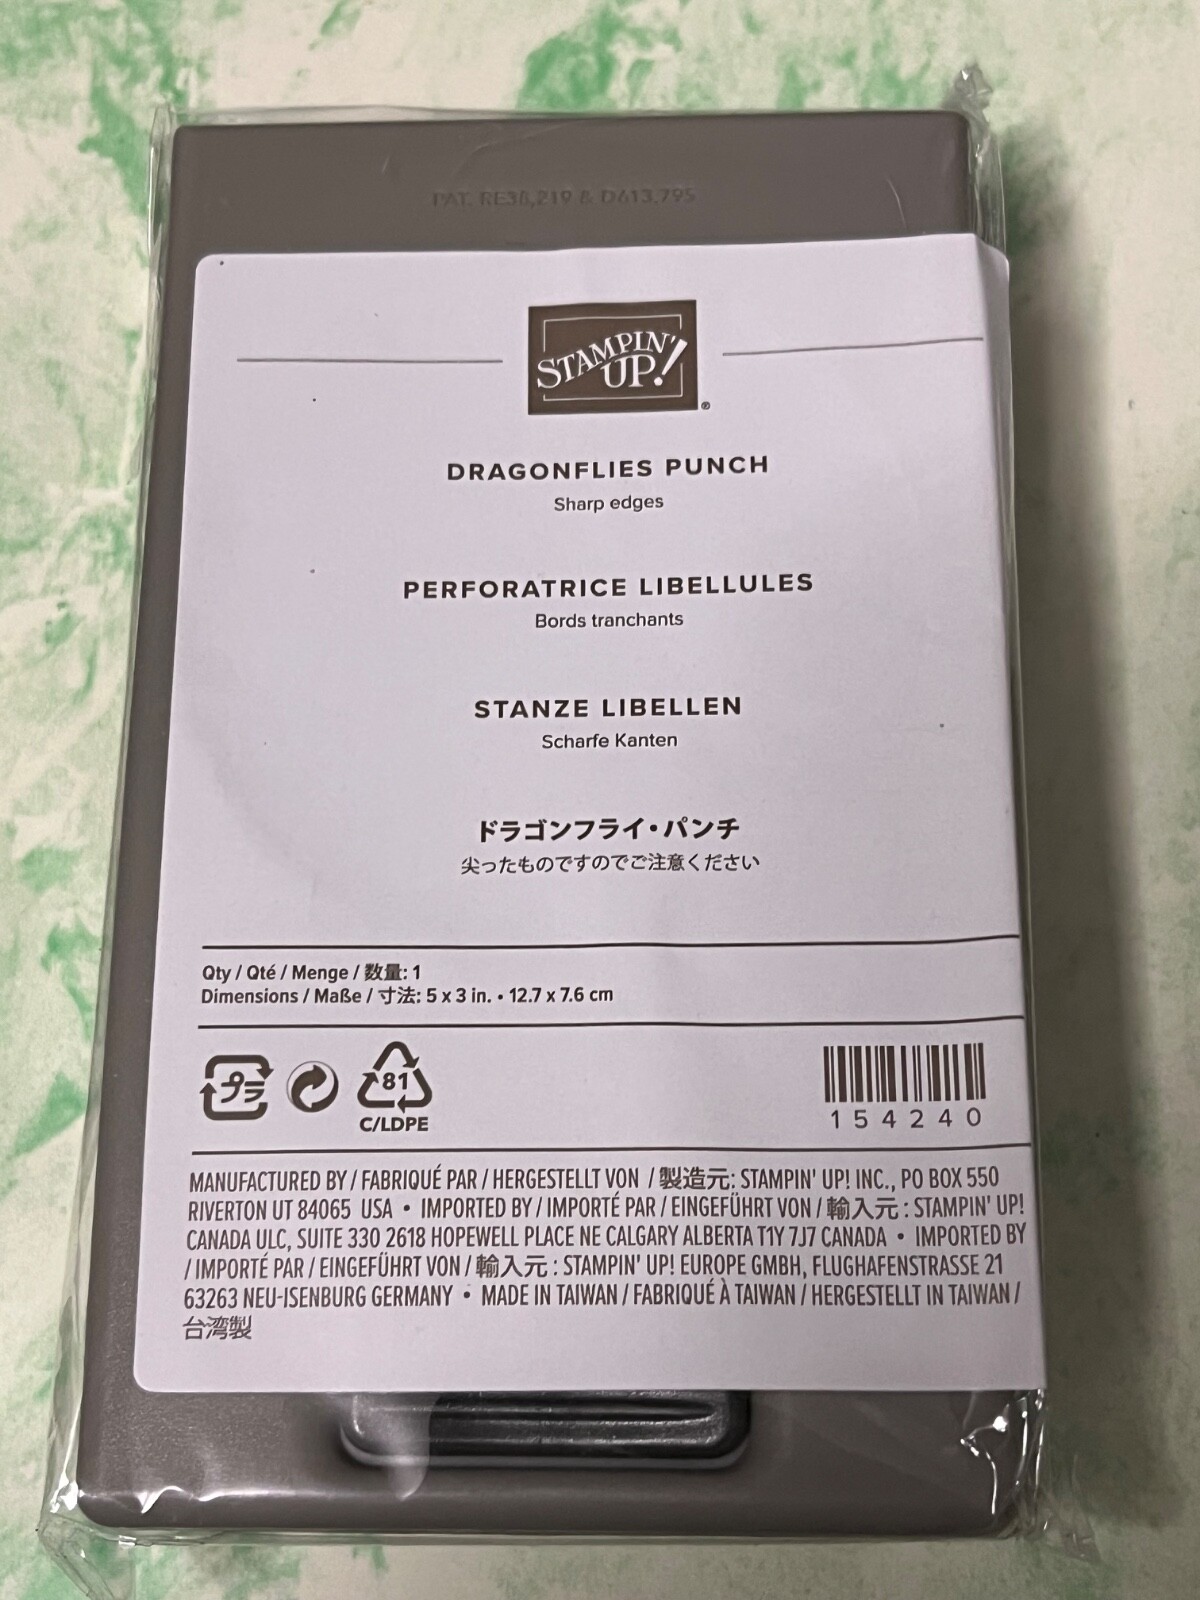 PAT. RE38,219 & D613,795
STAMPIN'
UP!
®
DRAGONFLIES PUNCH
Sharp edges
PERFORATRICE LIBELLULES
Bords tranchants
STANZE LIBELLEN
Scharfe Kanten
ドラゴンフライ・パンチ
尖ったものですのでご注意ください
Qty / Qté / Menge / 数量: 1
Dimensions / Maße / 寸法: 5 x 3 in. • 12.7 x 7.6 cm
プラ
81
C/LDPE
154240
MANUFACTURED BY / FABRIQUÉ PAR / HERGESTELLT VON / 製造元: STAMPIN' UP! INC., PO BOX 550
RIVERTON UT 84065 USA • IMPORTED BY / IMPORTÉ PAR / EINGEFÜHRT VON / 輸入元 : STAMPIN' UP!
CANADA ULC, SUITE 330 2618 HOPEWELL PLACE NE CALGARY ALBERTA T1Y 7J7 CANADA • IMPORTED BY
/ IMPORTÉ PAR / EINGEFÜHRT VON / 輸入元 : STAMPIN' UP! EUROPE GMBH, FLUGHAFENSTRASSE 21
63263 NEU-ISENBURG GERMANY • MADE IN TAIWAN / FABRIQUÉ À TAIWAN / HERGESTELLT IN TAIWAN /
台湾製